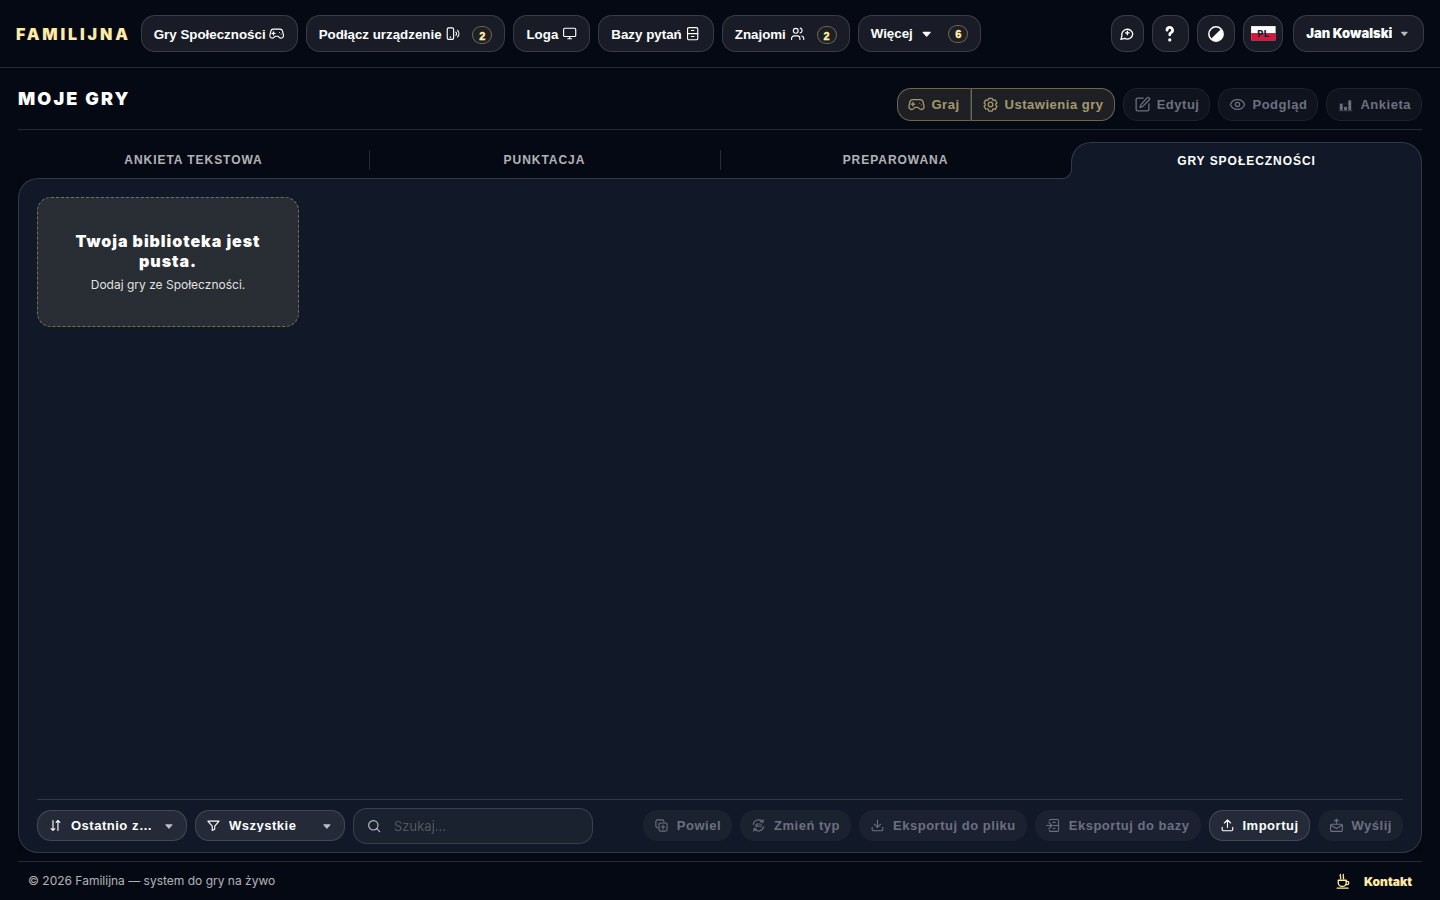 FAMILIJNA Gry Społeczności Podłącz urządzenie 2 Loga Bazy pytań Znajomi 2 Więcej 6 ? PL Jan Kowalski
MOJE GRY Graj Ustawienia gry Edytuj Podgląd Ankieta
ANKIETA TEKSTOWA PUNKTACJA PREPAROWANA GRY SPOŁECZNOŚCI
Twoja biblioteka jest
pusta.
Dodaj gry ze Społeczności.
Ostatnio z... Wszystkie Szukaj... Powiel Zmień typ Eksportuj do pliku Eksportuj do bazy Importuj Wyślij
© 2026 Familijna — system do gry na żywo Kontakt